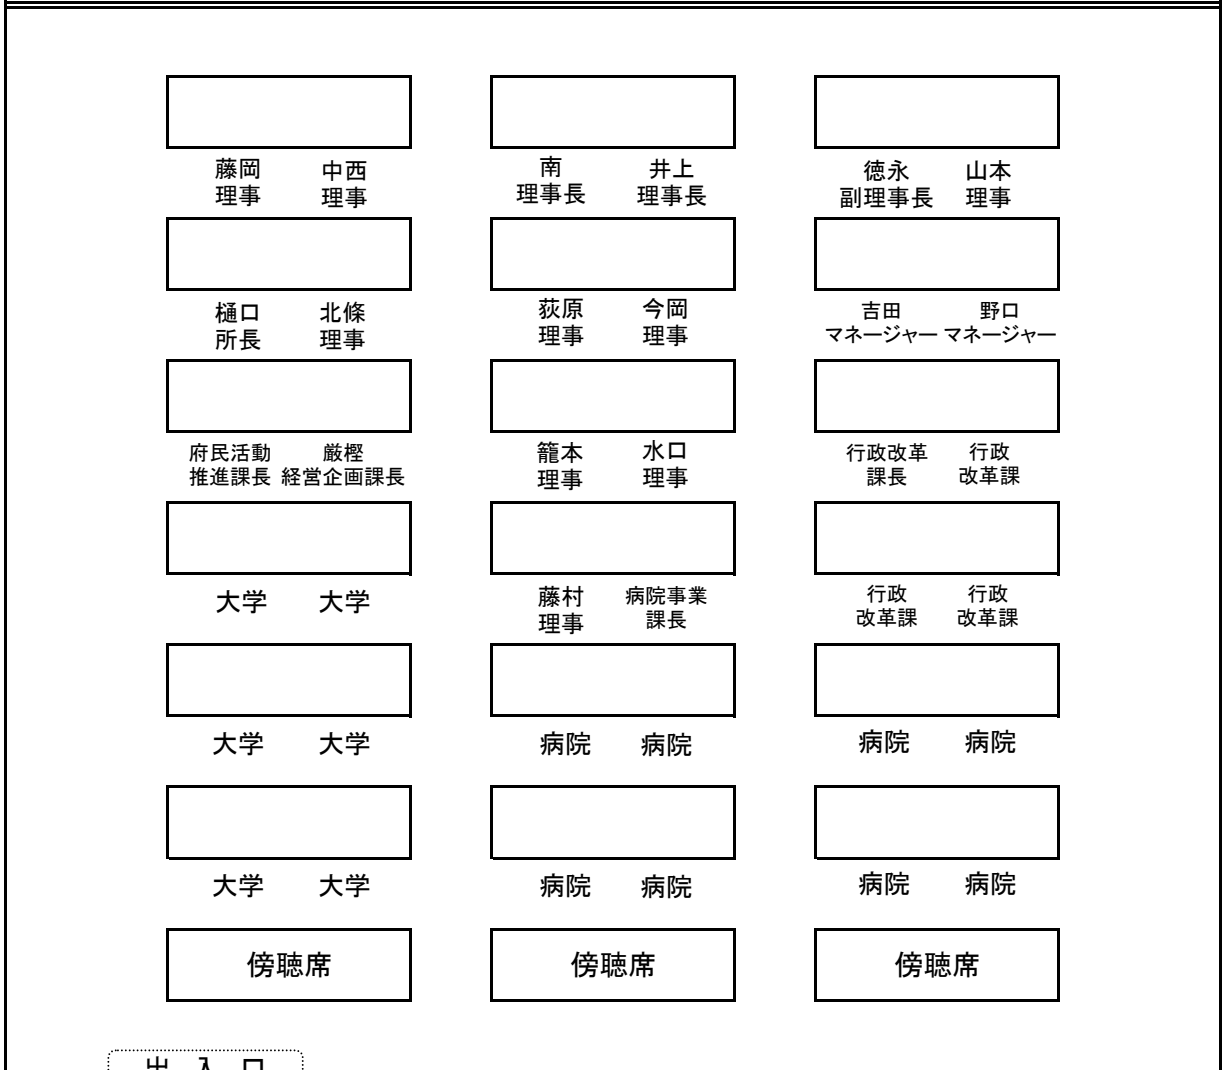 藤岡 中西 南 井上 徳永 山本
理事 理事 理事長 理事長 副理事長 理事
樋口 北條 荻原 今岡 吉田 野口
所長 理事 理事 理事 マネージャー マネージャー
府民活動 厳樫 籠本 水口 行政改革 行政
推進課長 経営企画課長 理事 理事 課長 改革課
大学 大学 藤村 病院事業 行政 行政
理事 課長 改革課 改革課
大学 大学 病院 病院 病院 病院
大学 大学 病院 病院 病院 病院
傍聴席 傍聴席 傍聴席
出 入 口